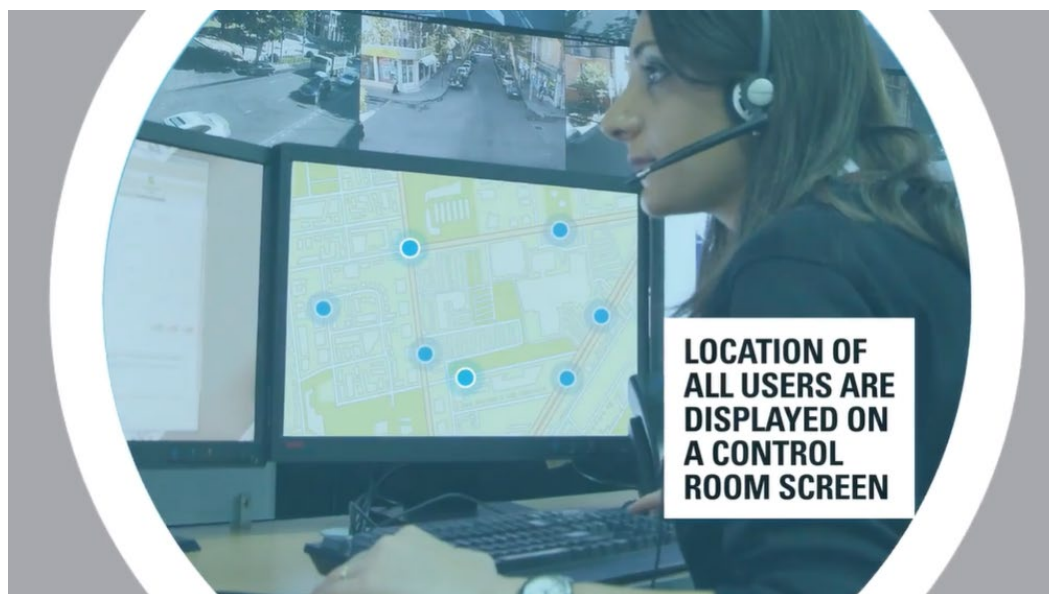 LOCATION OF
ALL USERS ARE
DISPLAYED ON
A CONTROL
ROOM SCREEN